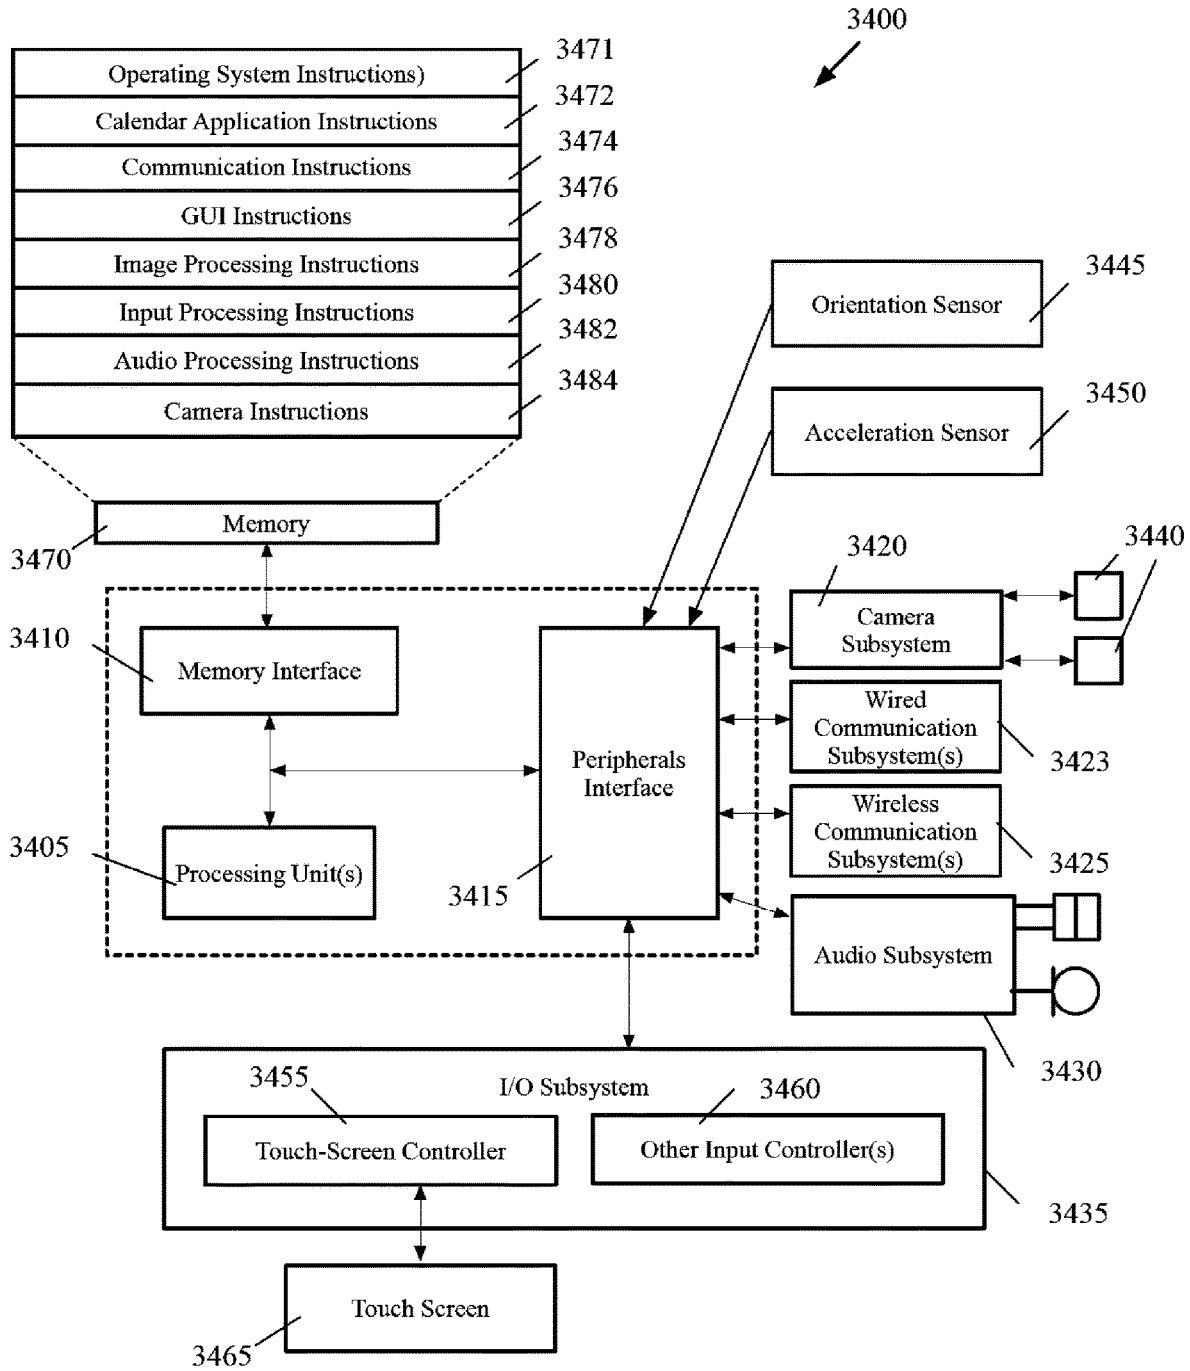 3400
3471
Operating System Instructions)
3472
Calendar Application Instructions
3474
Communication Instructions
3476
GUI Instructions
3478
Image Processing Instructions
3480
Input Processing Instructions
3482
Audio Processing Instructions
3484
Camera Instructions
3445
Orientation Sensor
3450
Acceleration Sensor
Memory
3470
3420
3440
Camera
Subsystem
3410
Memory Interface
Wired
Communication
Subsystem(s)
3423
Peripherals
Interface
Wireless
Communication
Subsystem(s)
3425
3405
Processing Unit(s)
3415
Audio Subsystem
3430
3455
I/O Subsystem
3460
Touch-Screen Controller
Other Input Controller(s)
3435
Touch Screen
3465